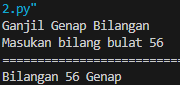 2.py"
Ganjil Genap Bilangan
Masukan bilang bulat 56
============================
Bilangan 56 Genap